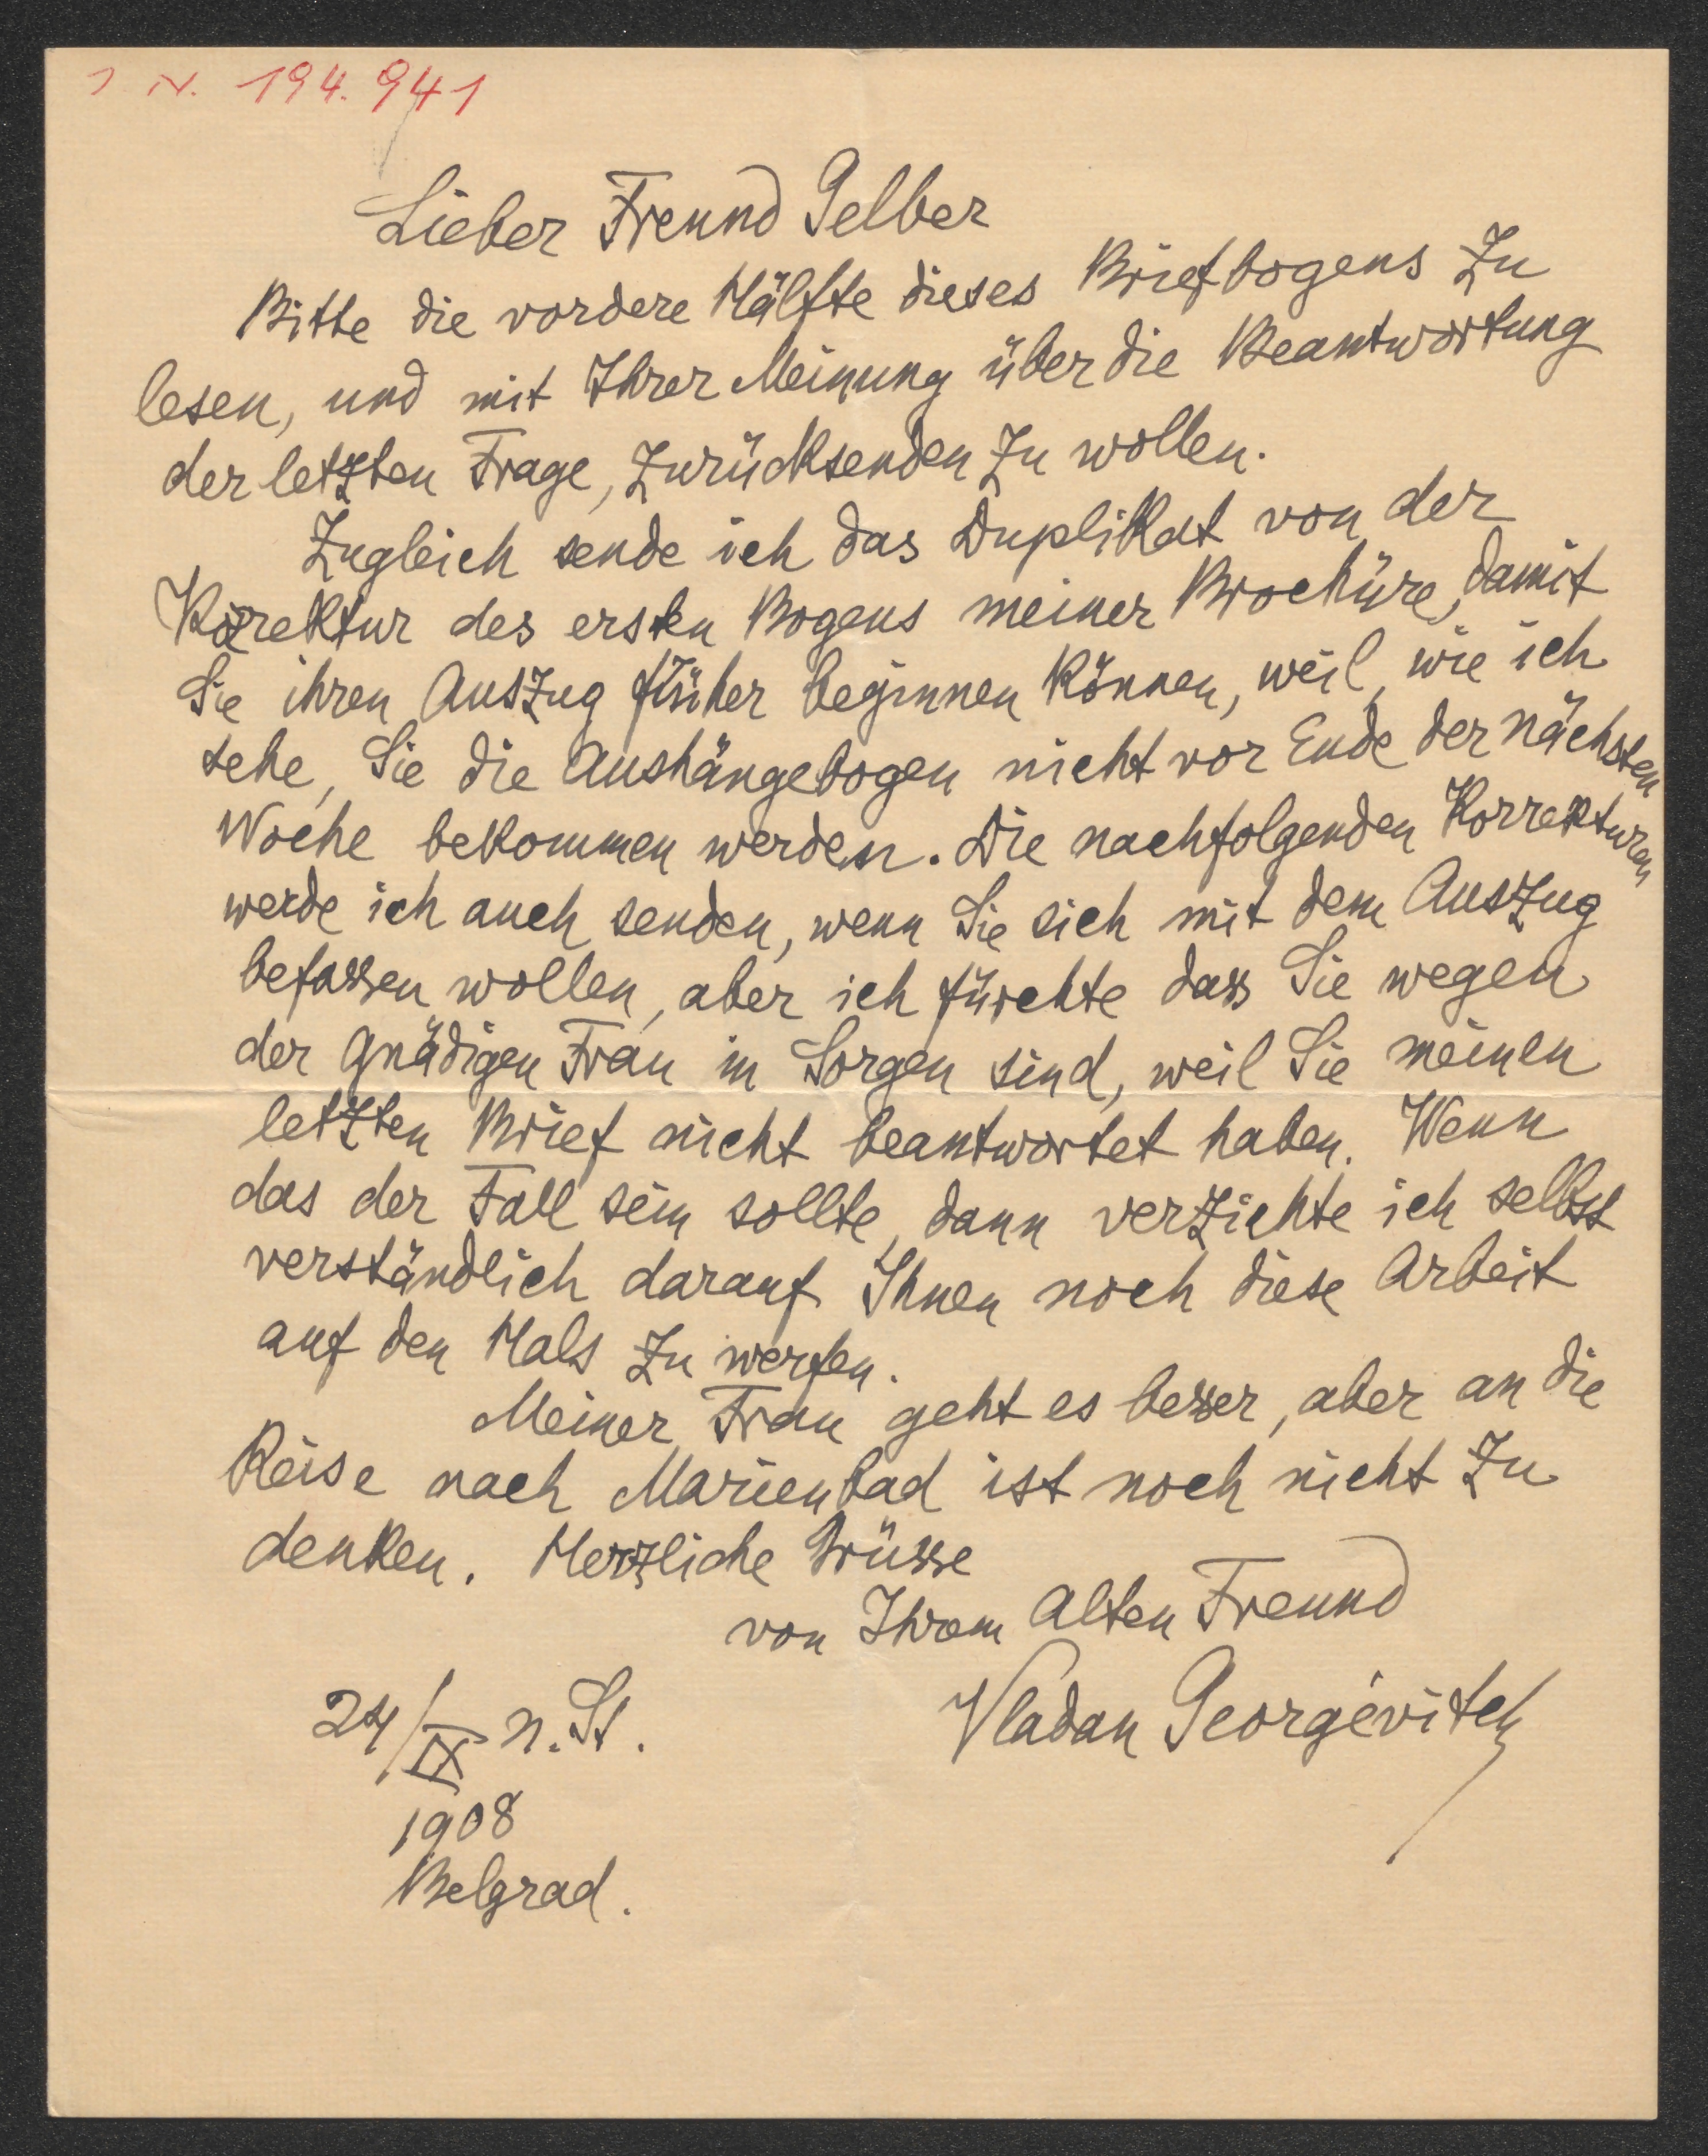 I. N. 194.941
Lieber Freund Gelber
Bitte die vordere Hälfte dieses Briefbogens zu
lesen, und mit Ihrer Meinung über die Beantwortung
der letzten Frage, zurücksenden zu wollen.
Zugleich sende ich das Duplikat von der
Korrektur des ersten Bogens meiner Brochüre, damit
Sie ihren Auszug früher beginnen können, weil, wie ich
sehe, Sie die Aushängebogen nicht vor Ende der nächsten
Woche bekommen werden. Die nachfolgenden Korrekturen
werde ich auch senden, wenn Sie sich mit dem Auszug
befassen wollen, aber ich fürchte dass Sie wegen
der gnädigen Frau in Sorgen sind, weil Sie meinen
letzten Brief nicht beantwortet haben. Wenn
das der Fall sein sollte, dann verzichte ich selbst
verständlich darauf Ihnen noch diese Arbeit
auf den Hals zu werfen.
Meiner Frau geht es besser, aber an die
Reise nach Marienbad ist noch nicht zu
denken. Herzliche Grüsse
von Ihrem alten Freund
Vladan Georgévitch
24/IX n. St.
1908
Belgrad.